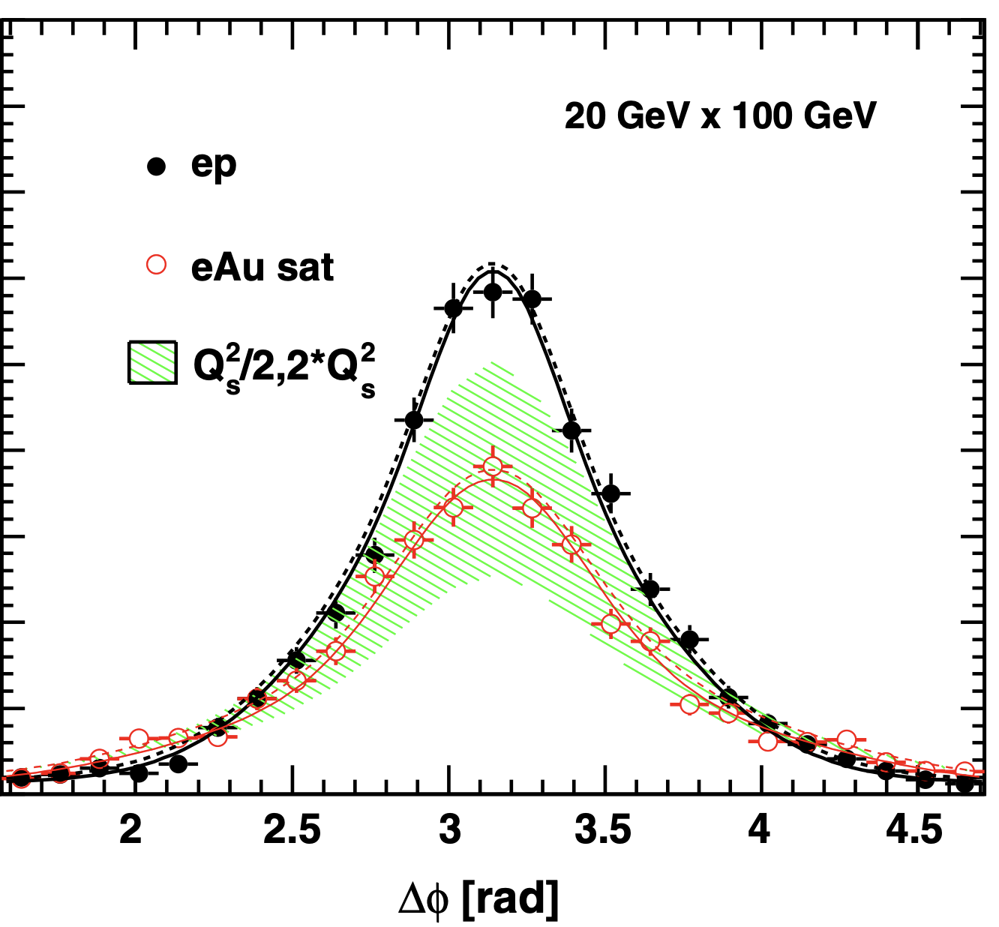 20 GeV x 100 GeV
ep
eAu sat
Q²ₛ/2,2*Q²ₛ
2 2.5 3 3.5 4 4.5
Δϕ [rad]